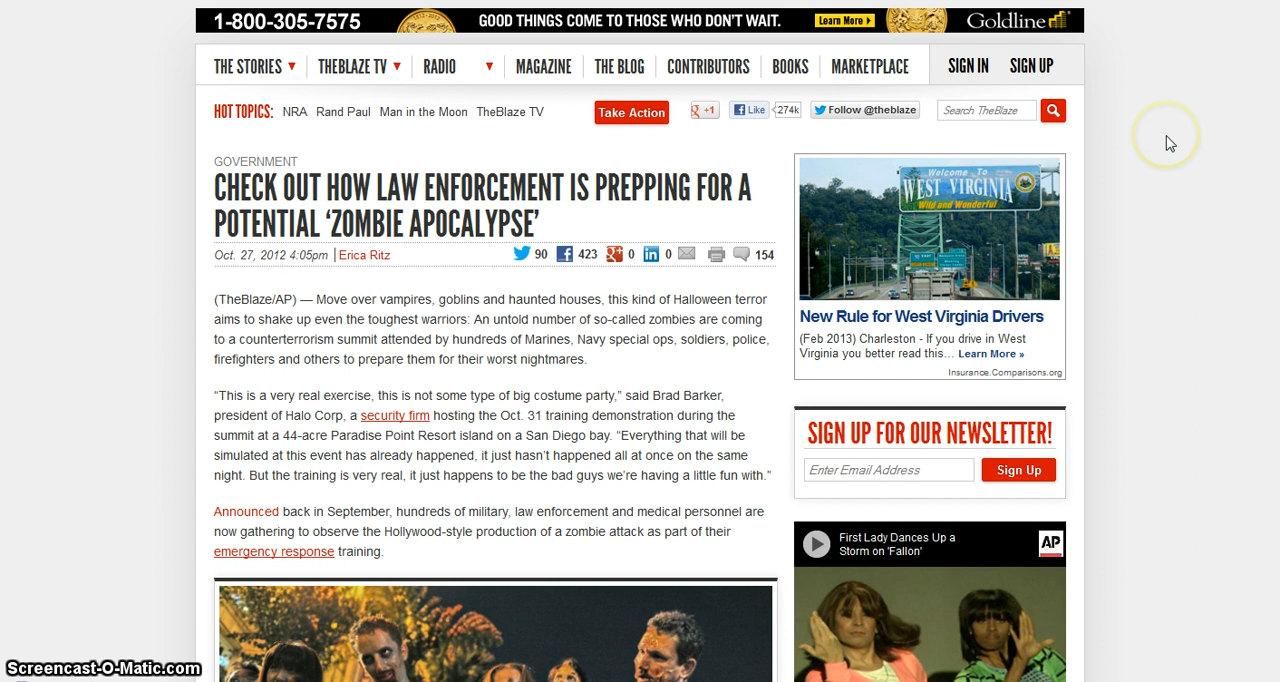 1-800-305-7575 GOOD THINGS COME TO THOSE WHO DON'T WAIT. Learn More Goldline
THE STORIES THEBLAZE TV RADIO MAGAZINE THE BLOG CONTRIBUTORS BOOKS MARKETPLACE SIGN IN SIGN UP
HOT TOPICS: NRA Rand Paul Man in the Moon TheBlaze TV Take Action +1 Like 274k Follow @theblaze Search TheBlaze
GOVERNMENT
CHECK OUT HOW LAW ENFORCEMENT IS PREPPING FOR A
POTENTIAL ‘ZOMBIE APOCALYPSE’
Oct. 27, 2012 4:05pm | Erica Ritz 90 423 0 0 154
(TheBlaze/AP) — Move over vampires, goblins and haunted houses, this kind of Halloween terror
aims to shake up even the toughest warriors: An untold number of so-called zombies are coming
to a counterterrorism summit attended by hundreds of Marines, Navy special ops, soldiers, police,
firefighters and others to prepare them for their worst nightmares.
“This is a very real exercise, this is not some type of big costume party,” said Brad Barker,
president of Halo Corp, a security firm hosting the Oct. 31 training demonstration during the
summit at a 44-acre Paradise Point Resort island on a San Diego bay. “Everything that will be
simulated at this event has already happened, it just hasn’t happened all at once on the same
night. But the training is very real, it just happens to be the bad guys we’re having a little fun with.”
Announced back in September, hundreds of military, law enforcement and medical personnel are
now gathering to observe the Hollywood-style production of a zombie attack as part of their
emergency response training.
Welcome To
WEST VIRGINIA
Wild and Wonderful
New Rule for West Virginia Drivers
(Feb 2013) Charleston - If you drive in West
Virginia you better read this... Learn More »
Insurance.Comparisons.org
SIGN UP FOR OUR NEWSLETTER!
Enter Email Address Sign Up
First Lady Dances Up a
Storm on 'Fallon'
AP
Screencast-O-Matic.com